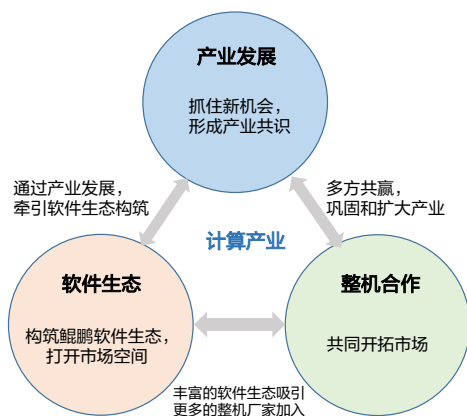 产业发展
抓住新机会，
形成产业共识
通过产业发展，
牵引软件生态构筑
多方共赢，
巩固和扩大产业
计算产业
软件生态
构筑鲲鹏软件生态，
打开市场空间
整机合作
共同开拓市场
丰富的软件生态吸引
更多的整机厂家加入